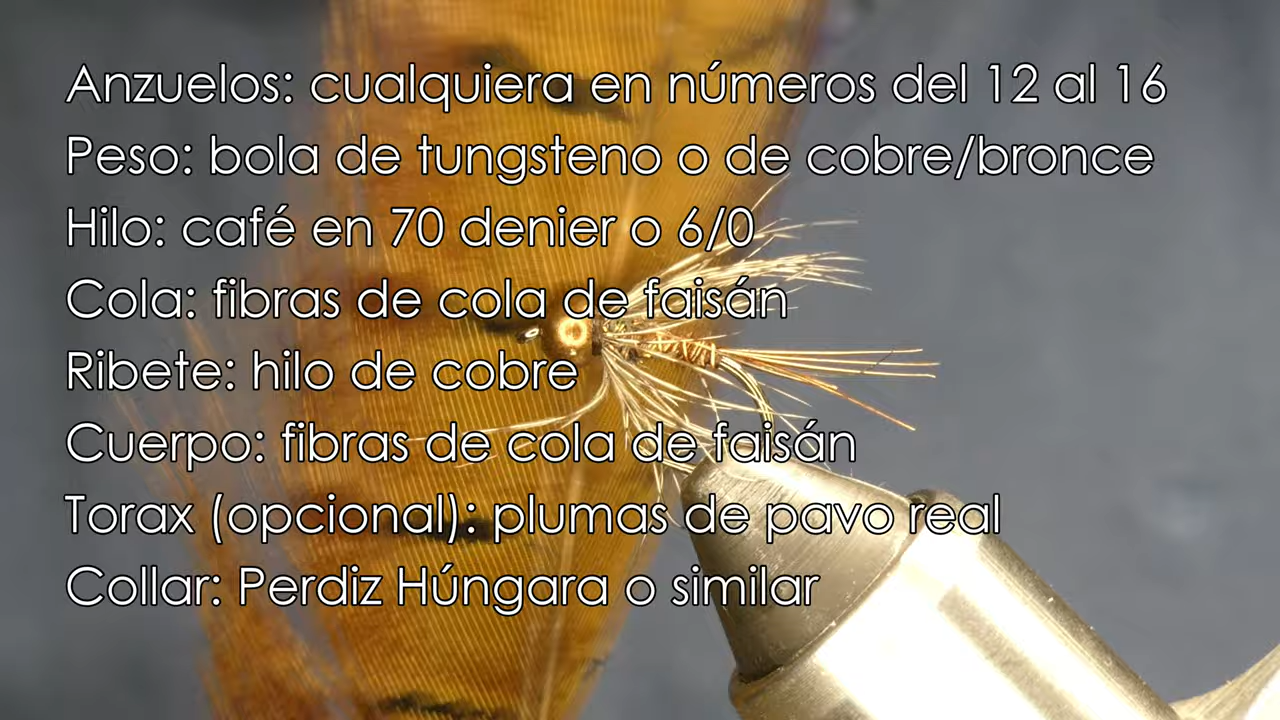 Anzuelos: cualquiera en números del 12 al 16
Peso: bola de tungsteno o de cobre/bronce
Hilo: café en 70 denier o 6/0
Cola: fibras de cola de faisán
Ribete: hilo de cobre
Cuerpo: fibras de cola de faisán
Torax (opcional): plumas de pavo real
Collar: Perdiz Húngara o similar